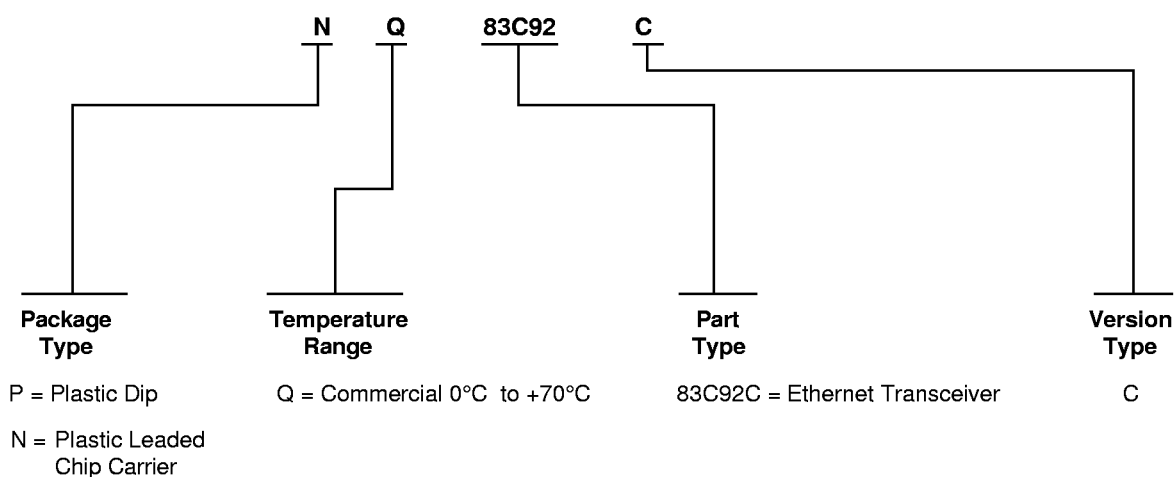 N Q 83C92 C
Package Type
Temperature Range
Part Type
Version Type
P = Plastic Dip
N = Plastic Leaded
Chip Carrier
Q = Commercial 0°C to +70°C
83C92C = Ethernet Transceiver
C